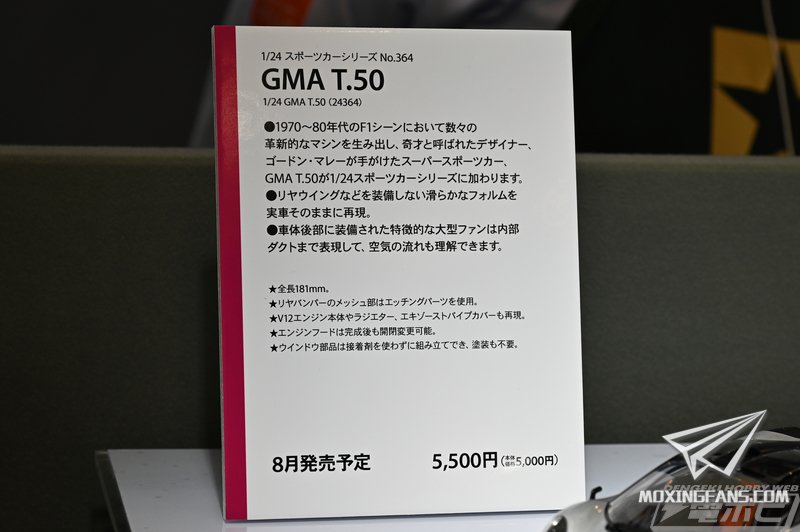 1/24 スポーツカーシリーズ No.364
GMA T.50
1/24 GMA T.50 (24364)
●1970〜80年代のF1シーンにおいて数々の
革新的なマシンを生み出し、奇才と呼ばれたデザイナー、
ゴードン・マレーが手がけたスーパースポーツカー、
GMA T.50が1/24スポーツカーシリーズに加わります。
●リヤウイングなどを装備しない滑らかなフォルムを
実車そのままに再現。
●車体後部に装備された特徴的な大型ファンは内部
ダクトまで表現して、空気の流れも理解できます。
★全長181mm。
★リヤバンパーのメッシュ部はエッチングパーツを使用。
★V12エンジン本体やラジエター、エキゾーストパイプカバーも再現。
★エンジンフードは完成後も開閉変更可能。
★ウインドウ部品は接着剤を使わずに組み立てでき、塗装も不要。
8月発売予定
5,500円(本体価格5,000円)
DENGEKI HOBBY WEB
電ホビ
MOXINGFANS.COM